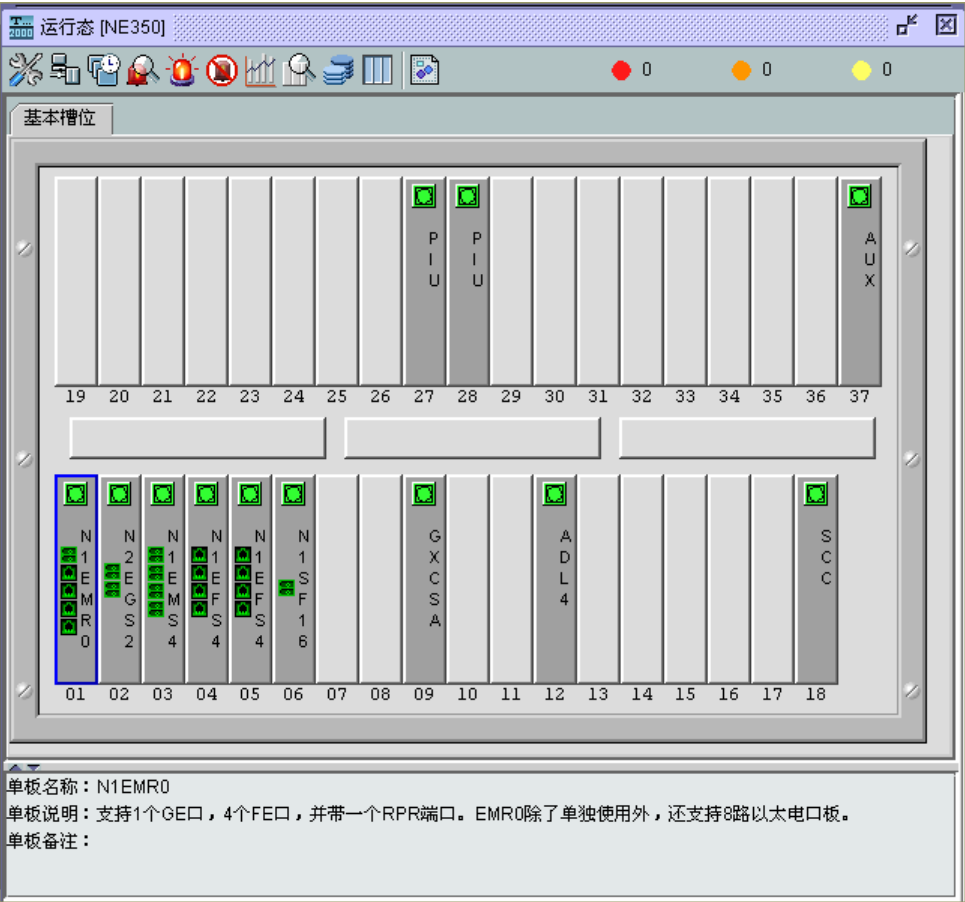 T...
2000
运行态 [NE350]
0 0 0
基本槽位
PIU PIU AUX
19 20 21 22 23 24 25 26 27 28 29 30 31 32 33 34 35 36 37
N1EMR0 N2EGS2 N1EMS4 N1EFS4 N1EFS4 N1SF16 GXCSA ADL4 SCC
01 02 03 04 05 06 07 08 09 10 11 12 13 14 15 16 17 18
单板名称：N1EMR0
单板说明：支持1个GE口，4个FE口，并带一个RPR端口。EMR0除了单独使用外，还支持8路以太电口板。
单板备注：